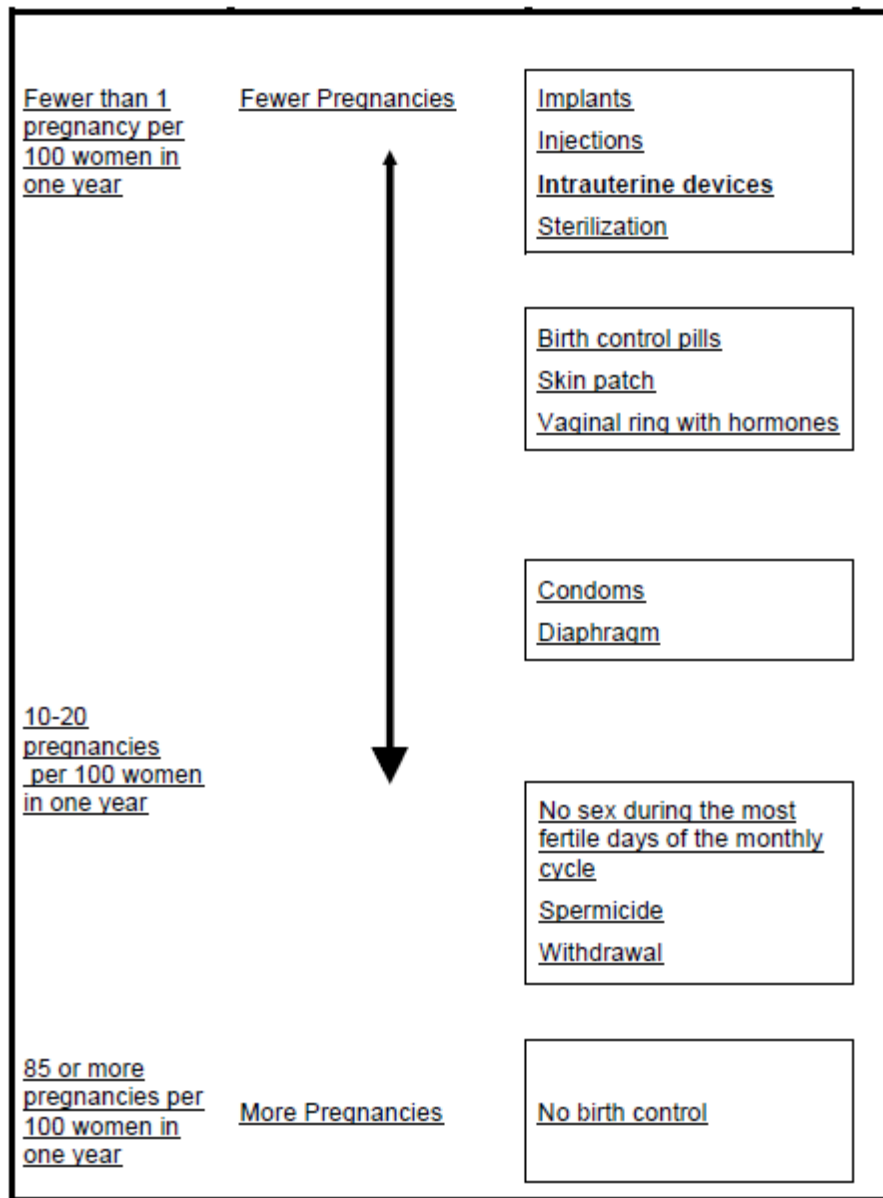 Fewer than 1
pregnancy per
100 women in
one year
Fewer Pregnancies
Implants
Injections
Intrauterine devices
Sterilization
Birth control pills
Skin patch
Vaginal ring with hormones
Condoms
Diaphragm
10-20
pregnancies
per 100 women
in one year
No sex during the most
fertile days of the monthly
cycle
Spermicide
Withdrawal
85 or more
pregnancies per
100 women in
one year
More Pregnancies
No birth control